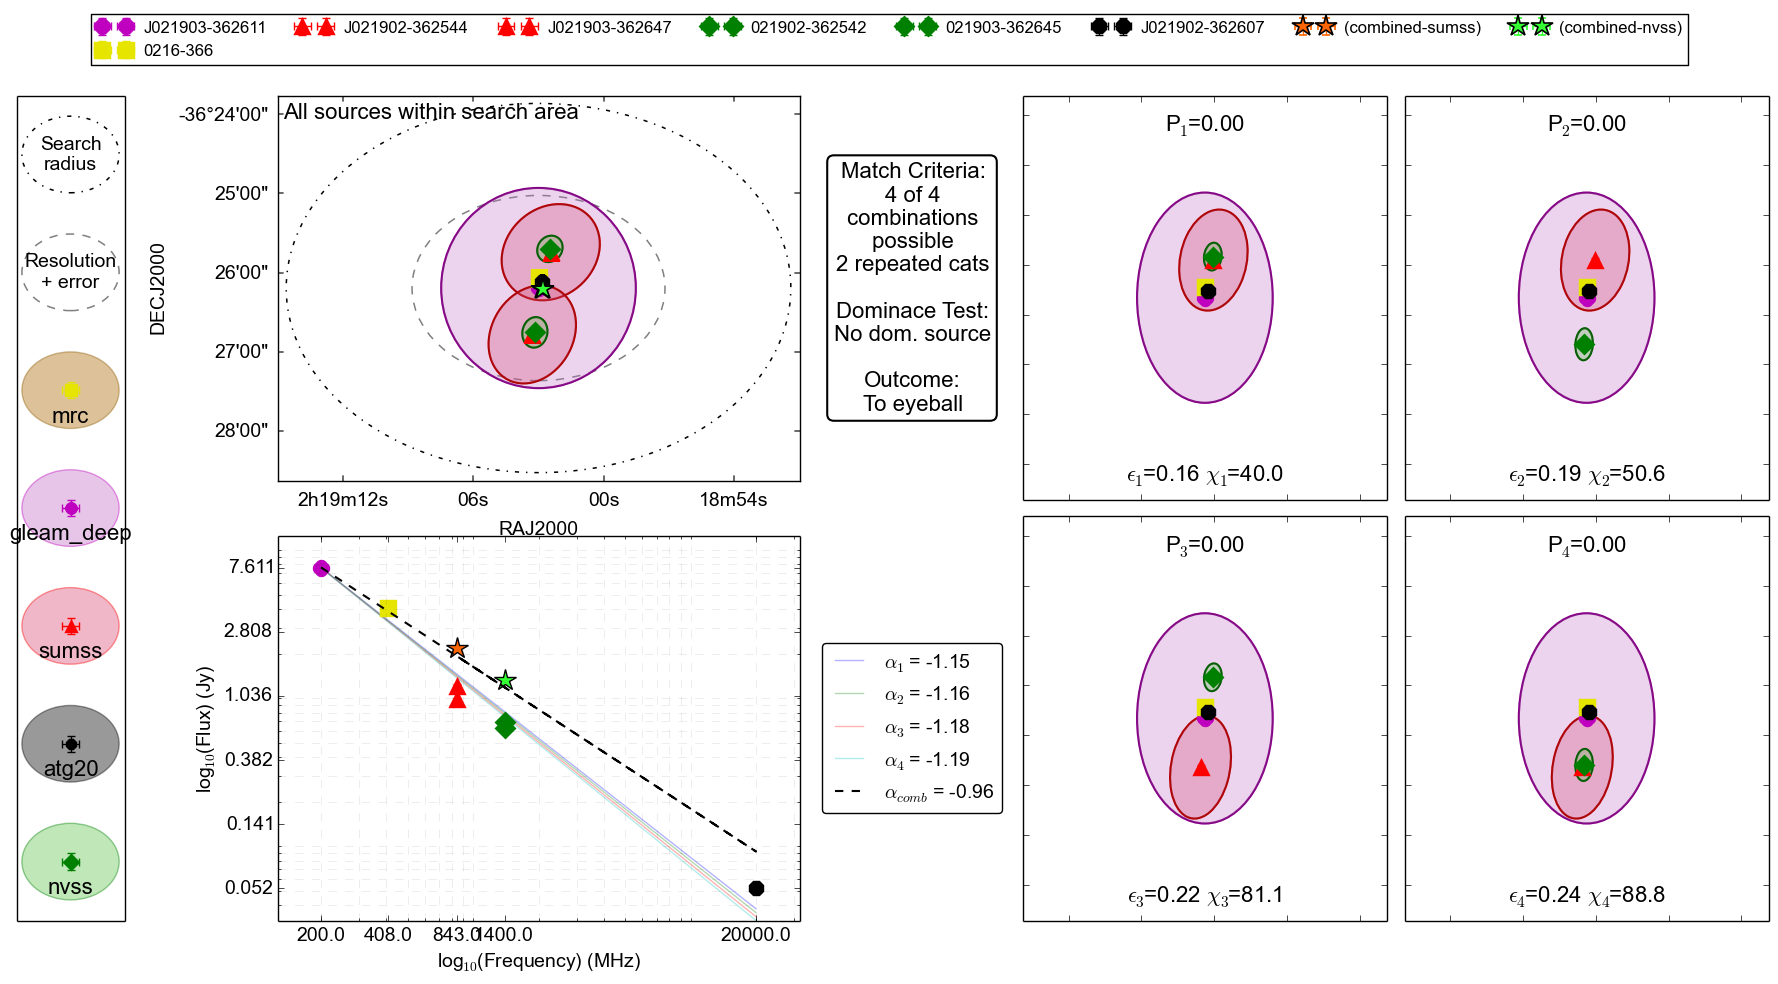 J021903-362611
J021902-362544
J021903-362647
021902-362542
021903-362645
J021902-362607
(combined-sumss)
(combined-nvss)
0216-366
Search
radius
Resolution
+ error
mrc
gleam_deep
sumss
atg20
nvss
All sources within search area
-36°24'00"
25'00"
26'00"
27'00"
28'00"
DECJ2000
2h19m12s
06s
00s
18m54s
RAJ2000
Match Criteria:
4 of 4
combinations
possible
2 repeated cats
Dominace Test:
No dom. source
Outcome:
To eyeball
P1=0.00
ϵ1=0.16 χ1=40.0
P2=0.00
ϵ2=0.19 χ2=50.6
P3=0.00
ϵ3=0.22 χ3=81.1
P4=0.00
ϵ4=0.24 χ4=88.8
7.611
2.808
1.036
0.382
0.141
0.052
log10(Flux) (Jy)
200.0
408.0
843.0
1400.0
20000.0
log10(Frequency) (MHz)
α1 = -1.15
α2 = -1.16
α3 = -1.18
α4 = -1.19
αcomb = -0.96